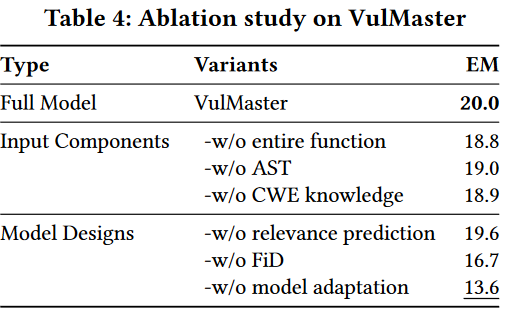 Table 4: Ablation study on VulMaster
Type Variants EM
Full Model VulMaster 20.0
Input Components -w/o entire function 18.8
-w/o AST 19.0
-w/o CWE knowledge 18.9
Model Designs -w/o relevance prediction 19.6
-w/o FiD 16.7
-w/o model adaptation 13.6